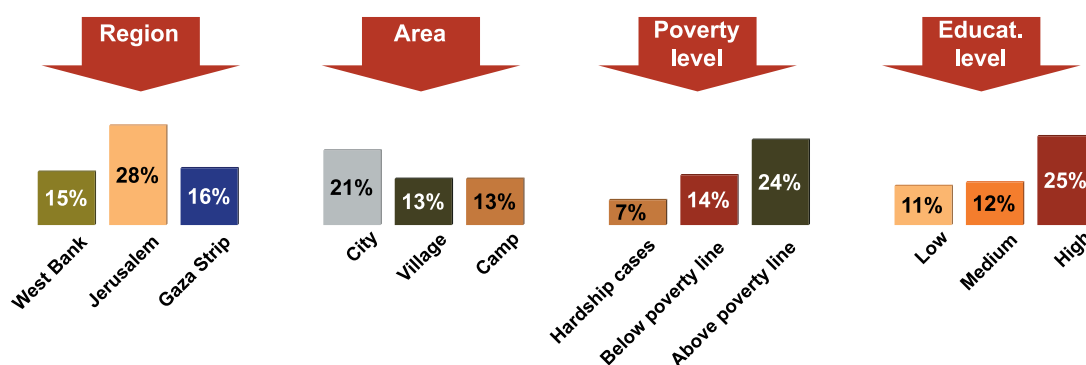 Region
Area
Poverty
level
Educat.
level
15%
28%
16%
West Bank
Jerusalem
Gaza Strip
21%
13%
13%
City
Village
Camp
7%
14%
24%
Hardship cases
Below poverty line
Above poverty line
11%
12%
25%
Low
Medium
High